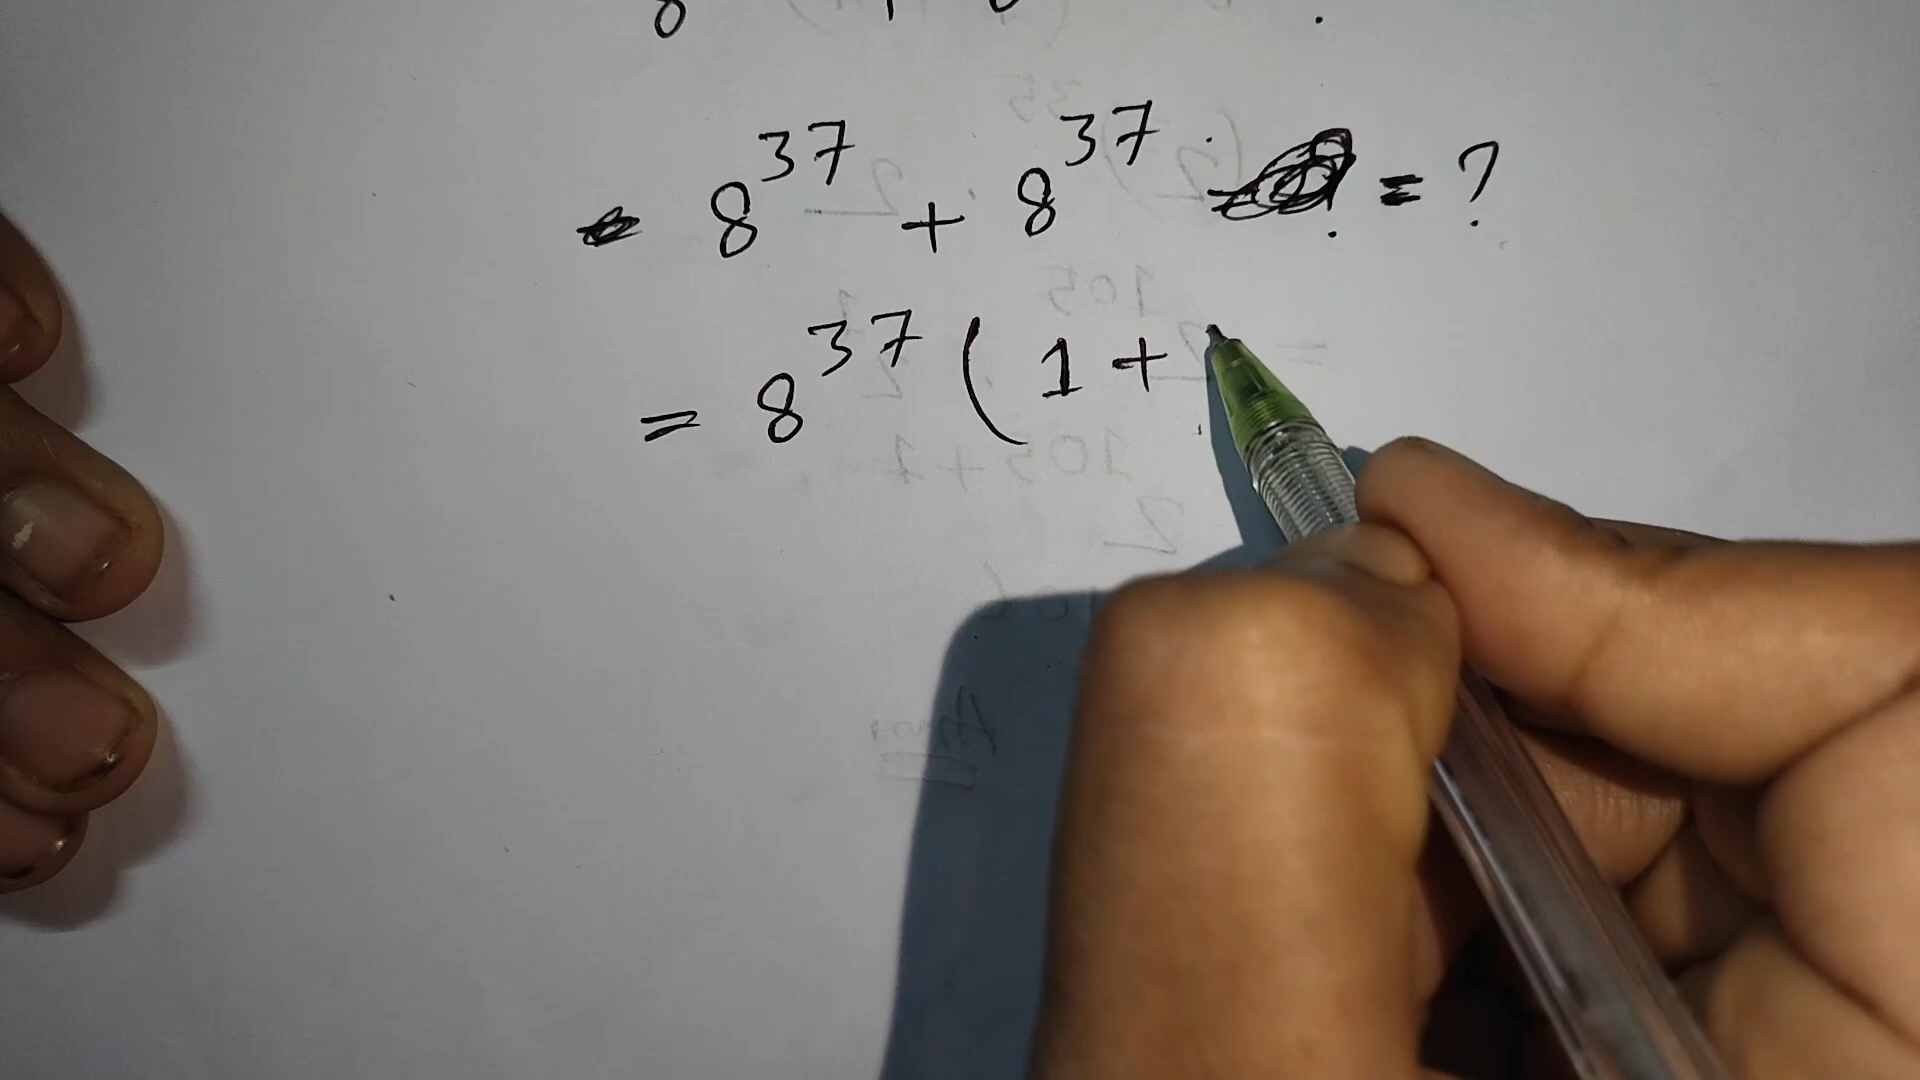 8^37 + 8^37 = ?
= 8^37 ( 1 +